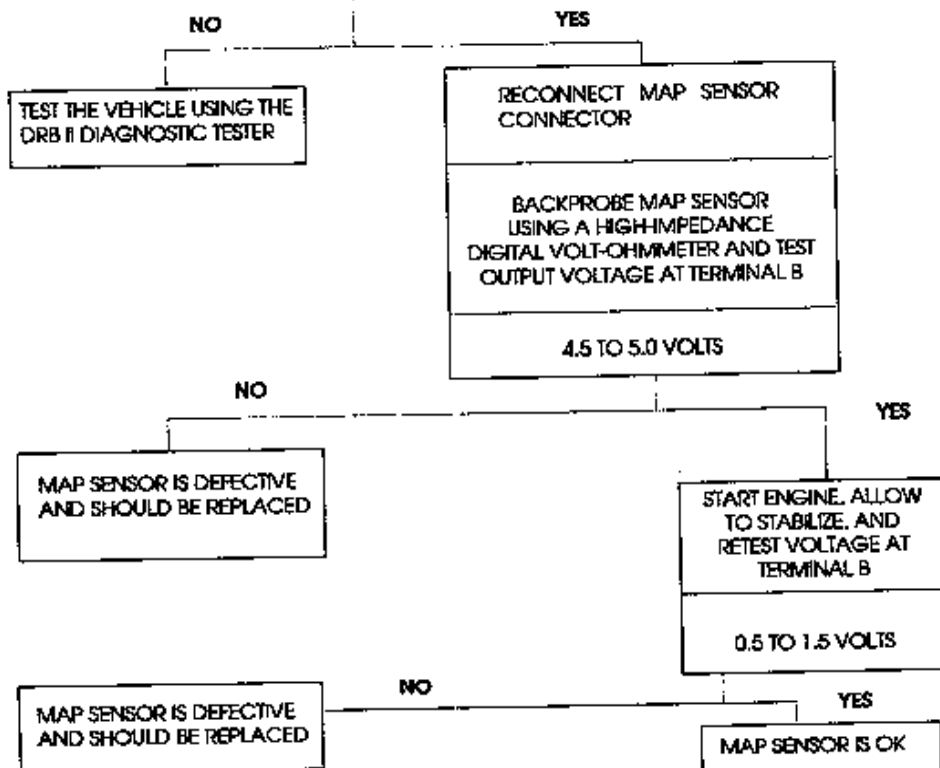 NO
YES
TEST THE VEHICLE USING THE
DRB II DIAGNOSTIC TESTER
RECONNECT MAP SENSOR
CONNECTOR
BACKPROBE MAP SENSOR
USING A HIGH-IMPEDANCE
DIGITAL VOLT-OHMMETER AND TEST
OUTPUT VOLTAGE AT TERMINAL B
4.5 TO 5.0 VOLTS
NO
YES
MAP SENSOR IS DEFECTIVE
AND SHOULD BE REPLACED
START ENGINE, ALLOW
TO STABILIZE, AND
RETEST VOLTAGE AT
TERMINAL B
0.5 TO 1.5 VOLTS
NO
YES
MAP SENSOR IS DEFECTIVE
AND SHOULD BE REPLACED
MAP SENSOR IS OK